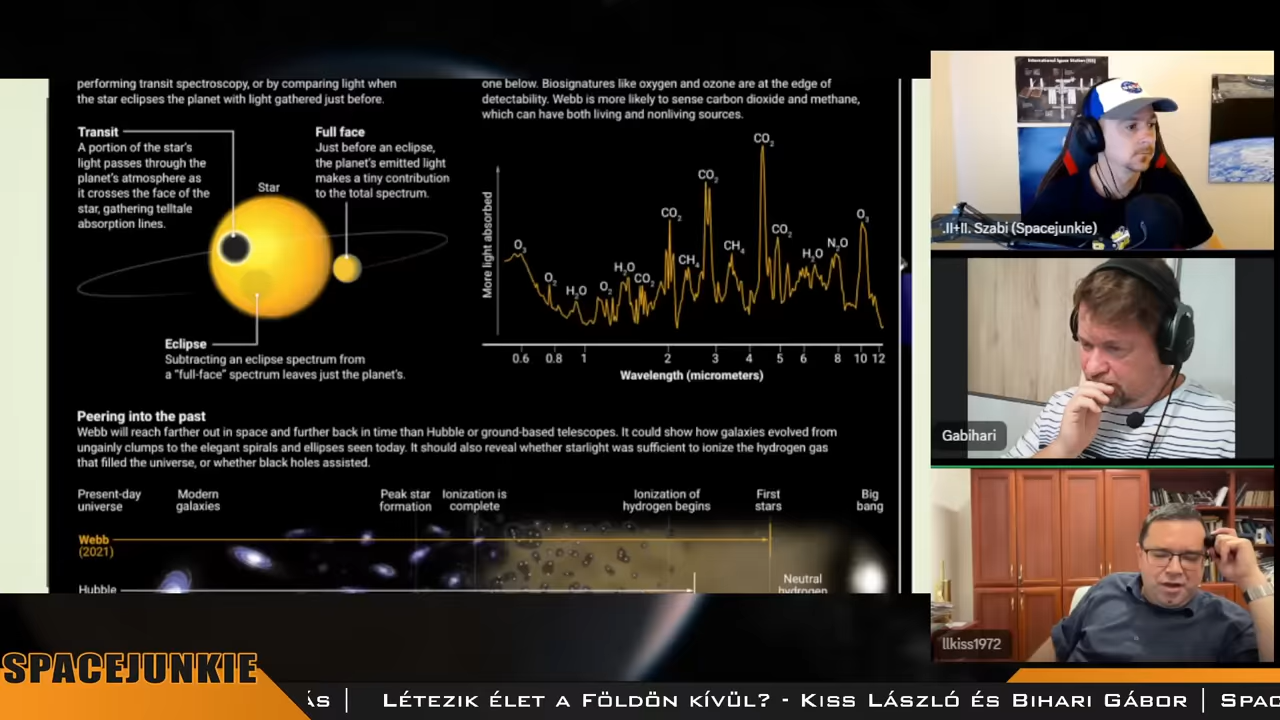 performing transit spectroscopy, or by comparing light when
the star eclipses the planet with light gathered just before.
one below. Biosignatures like oxygen and ozone are at the edge of
detectability. Webb is more likely to sense carbon dioxide and methane,
which can have both living and nonliving sources.
Transit
A portion of the star’s
light passes through the
planet’s atmosphere as
it crosses the face of the
star, gathering telltale
absorption lines.
Star
Full face
Just before an eclipse,
the planet’s emitted light
makes a tiny contribution
to the total spectrum.
Eclipse
Subtracting an eclipse spectrum from
a “full-face” spectrum leaves just the planet’s.
More light absorbed
O₃
O₂
H₂O
O₂
H₂O
CO₂
CO₂
CH₄
CO₂
CH₄
CO₂
CO₂
H₂O
N₂O
O₃
0.6 0.8 1 2 3 4 5 6 8 10 12
Wavelength (micrometers)
Peering into the past
Webb will reach farther out in space and further back in time than Hubble or ground-based telescopes. It could show how galaxies evolved from
ungainly clumps to the elegant spirals and ellipses seen today. It should also reveal whether starlight was sufficient to ionize the hydrogen gas
that filled the universe, or whether black holes assisted.
Present-day
universe
Modern
galaxies
Peak star
formation
Ionization is
complete
Ionization of
hydrogen begins
First
stars
Big
bang
Webb
(2021)
Hubble
Neutral
hydrogen
International Space Station (ISS)
.II+II. Szabi (Spacejunkie)
Gabihari
llkiss1972
SPACEJUNKIE
ÁS | LÉTEZIK ÉLET A FÖLDÖN KÍVÜL? - KISS LÁSZLÓ ÉS BIHARI GÁBOR | SPAC